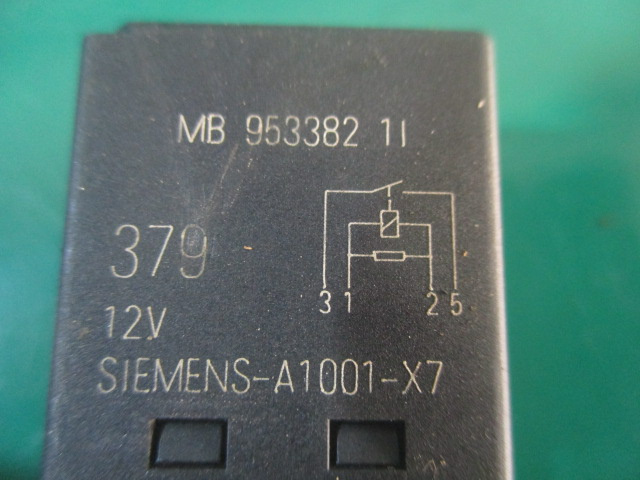 MB 953382 1I
379
3 1 2 5
12V
SIEMENS-A1001-X7